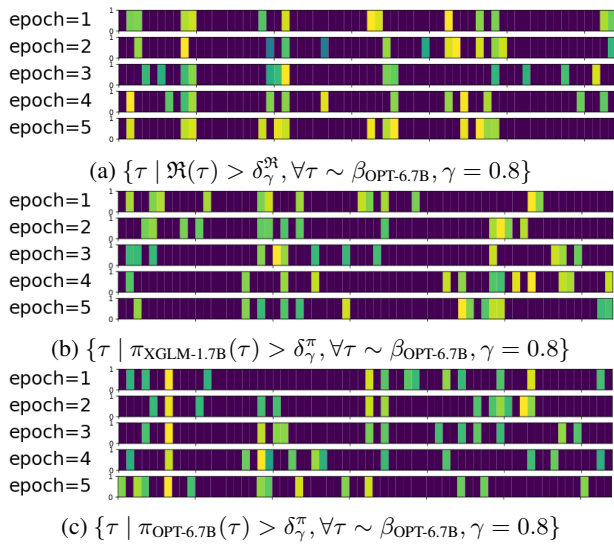 epoch=1
epoch=2
epoch=3
epoch=4
epoch=5
(a) {τ | ℜ(τ) > δ_γ^ℜ, ∀τ ∼ β_OPT-6.7B, γ = 0.8}
epoch=1
epoch=2
epoch=3
epoch=4
epoch=5
(b) {τ | π_XGLM-1.7B(τ) > δ_γ^π, ∀τ ∼ β_OPT-6.7B, γ = 0.8}
epoch=1
epoch=2
epoch=3
epoch=4
epoch=5
(c) {τ | π_OPT-6.7B(τ) > δ_γ^π, ∀τ ∼ β_OPT-6.7B, γ = 0.8}